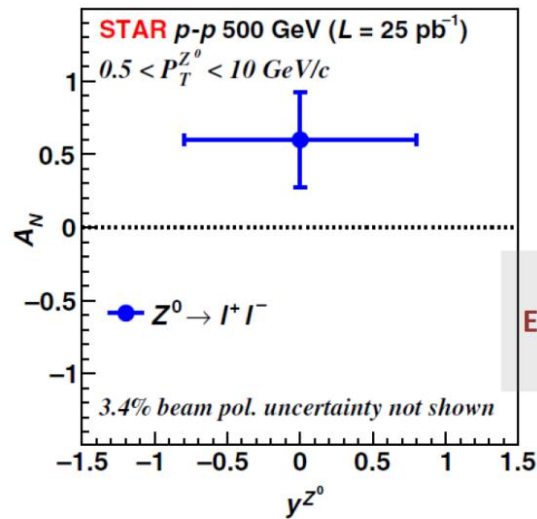 STAR p-p 500 GeV (L = 25 pb⁻¹)
0.5 < P_T^{Z⁰} < 10 GeV/c
1
0.5
0
−0.5
−1
A_N
Z⁰ → l⁺ l⁻
E
3.4% beam pol. uncertainty not shown
−1.5 −1 −0.5 0 0.5 1 1.5
y^{Z⁰}